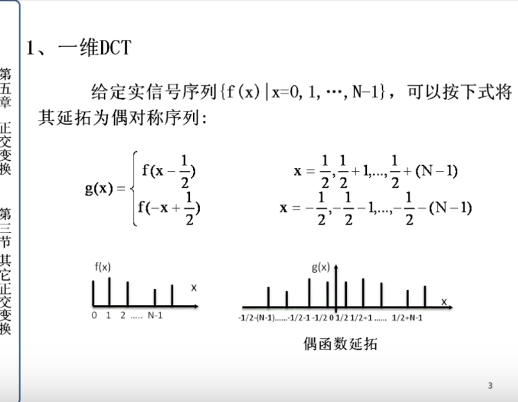 1、一维DCT
给定实信号序列{f(x)|x=0,1,…,N-1}，可以按下式将
其延拓为偶对称序列：
g(x) = { f(x - 1/2)    x = 1/2, 1/2 + 1,..., 1/2 + (N-1)
f(-x + 1/2)    x = -1/2, -1/2 - 1,..., -1/2 - (N-1)
f(x)
x
0 1 2 ..... N-1
g(x)
x
-1/2-(N-1)......-1/2-1 -1/2 0 1/2 1/2+1 ...... 1/2+N-1
偶函数延拓
第五章 正交变换
第三节 其它正交变换
3